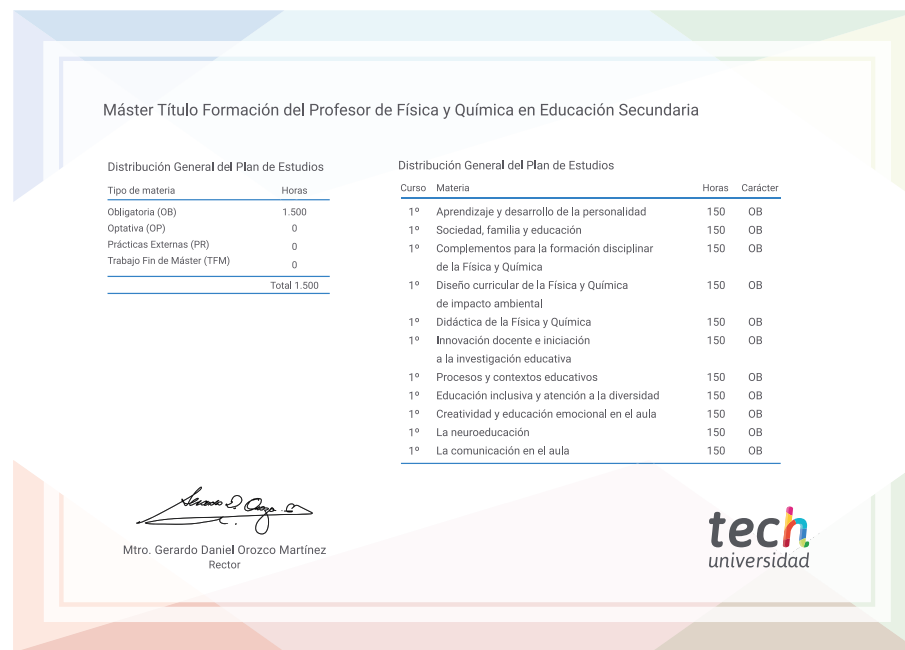 Máster Título Formación del Profesor de Física y Química en Educación Secundaria
Distribución General del Plan de Estudios
Tipo de materia Horas
Obligatoria (OB) 1.500
Optativa (OP) 0
Prácticas Externas (PR) 0
Trabajo Fin de Máster (TFM) 0
Total 1.500
Distribución General del Plan de Estudios
Curso Materia Horas Carácter
1º Aprendizaje y desarrollo de la personalidad 150 OB
1º Sociedad, familia y educación 150 OB
1º Complementos para la formación disciplinar 150 OB
de la Física y Química
1º Diseño curricular de la Física y Química 150 OB
de impacto ambiental
1º Didáctica de la Física y Química 150 OB
1º Innovación docente e iniciación 150 OB
a la investigación educativa
1º Procesos y contextos educativos 150 OB
1º Educación inclusiva y atención a la diversidad 150 OB
1º Creatividad y educación emocional en el aula 150 OB
1º La neuroeducación 150 OB
1º La comunicación en el aula 150 OB
Mtro. Gerardo Daniel Orozco Martínez
Rector
tech
universidad